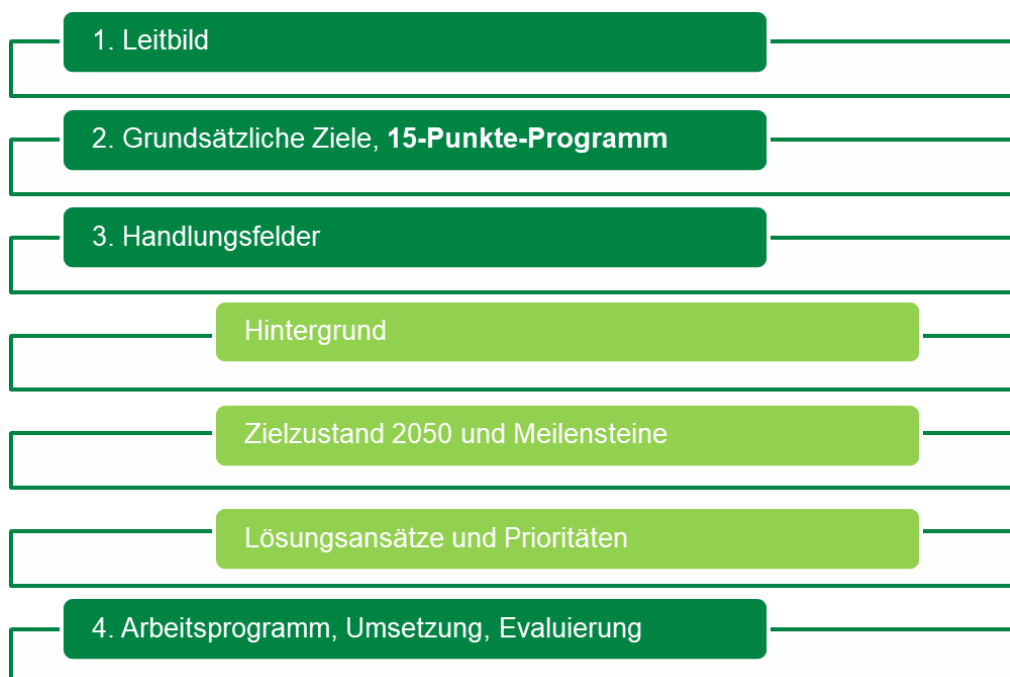 1. Leitbild
2. Grundsätzliche Ziele, 15-Punkte-Programm
3. Handlungsfelder
Hintergrund
Zielzustand 2050 und Meilensteine
Lösungsansätze und Prioritäten
4. Arbeitsprogramm, Umsetzung, Evaluierung